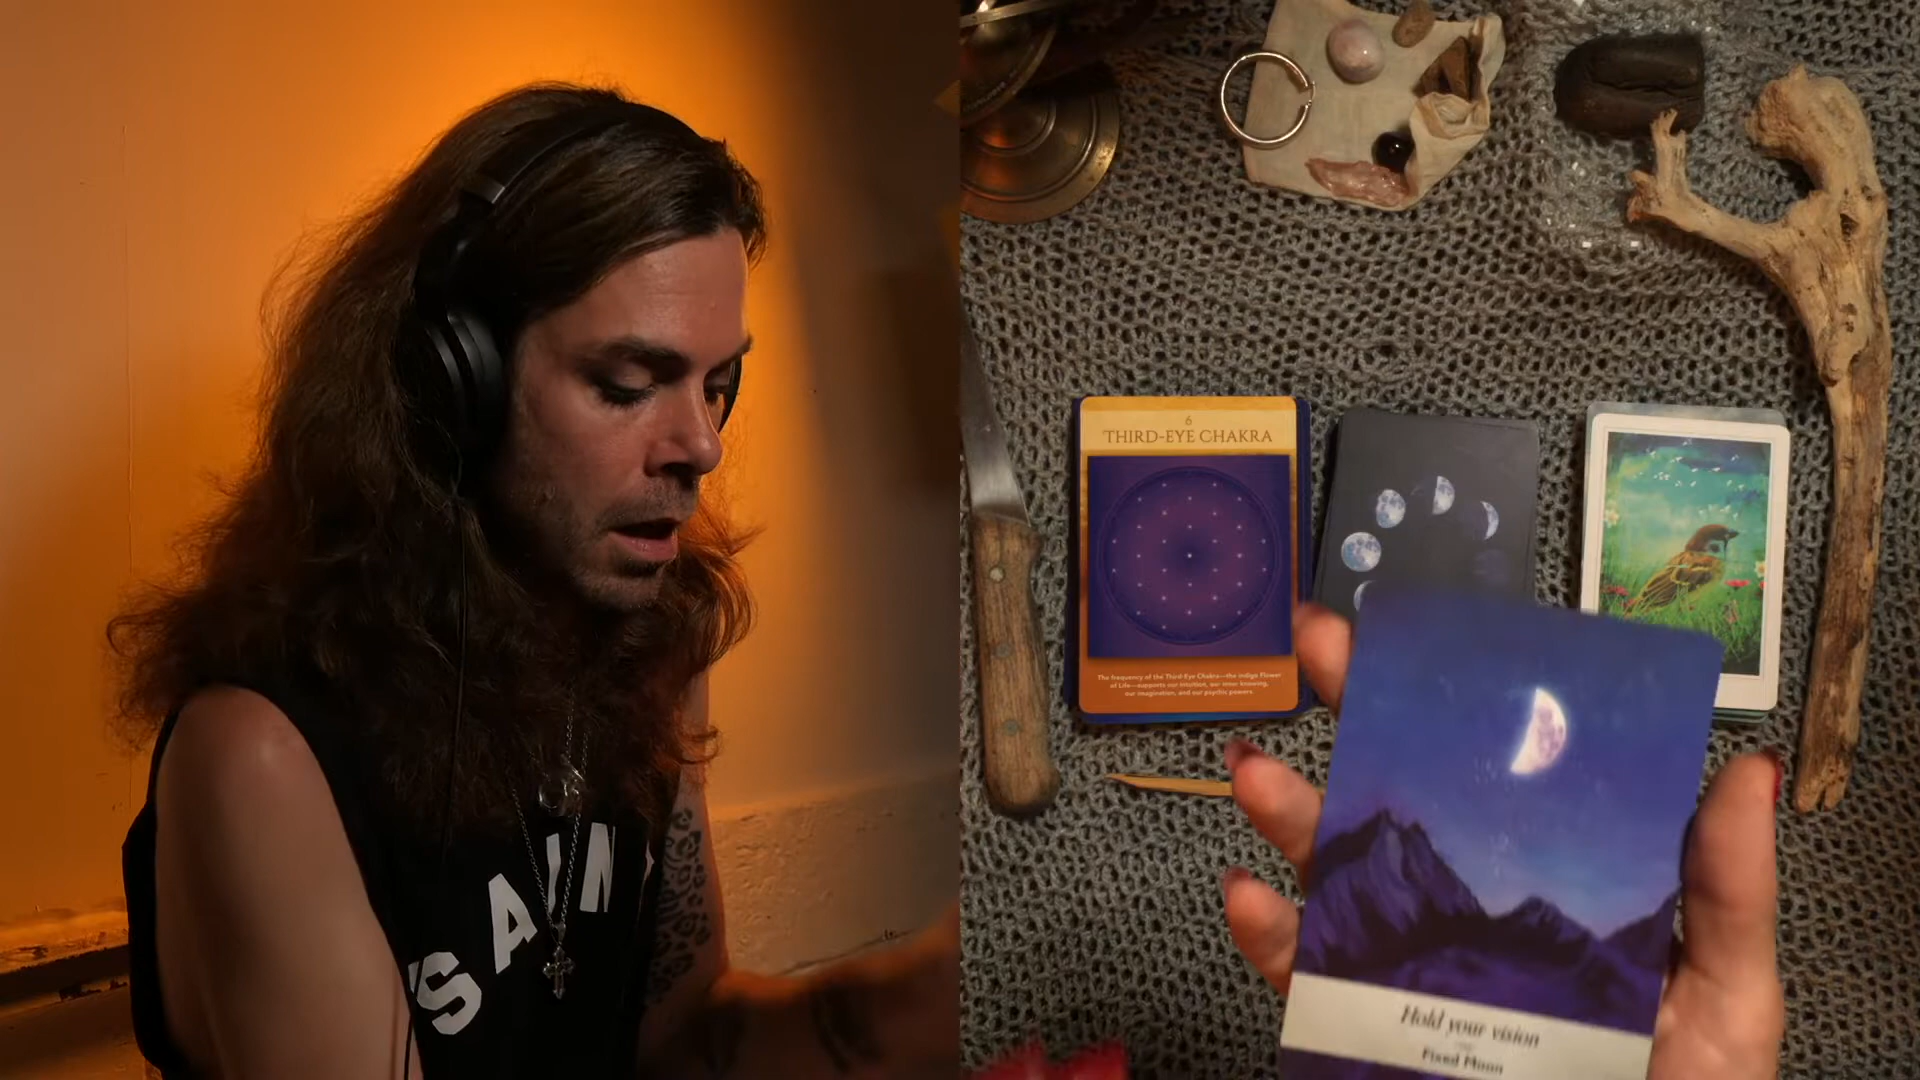 SAIN
6
THIRD-EYE CHAKRA
The frequency of the Third-Eye Chakra—the indigo Flower
of Life—supports our intuition, our inner knowing,
our imagination, and our psychic powers.
Hold your vision
Fixed Moon